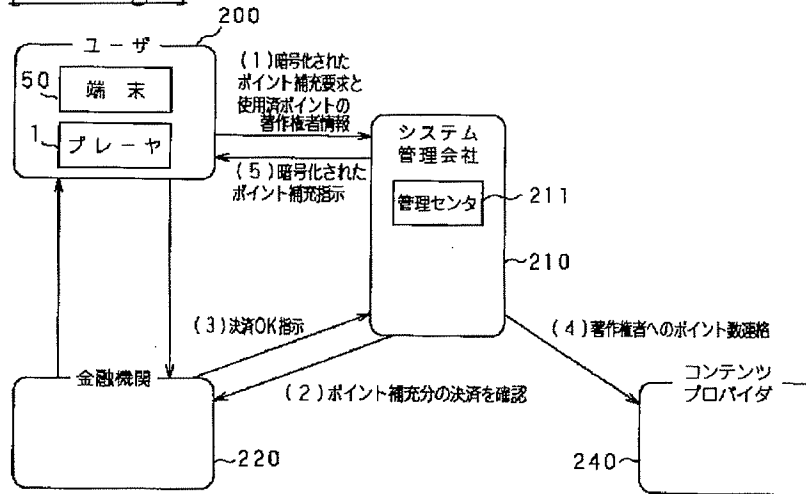 200
ユーザ
50
端末
1
プレーヤ
(1)暗号化された
ポイント補充要求と
使用済ポイントの
著作権者情報
(5)暗号化された
ポイント補充指示
システム
管理会社
管理センタ
211
210
(3)決済OK指示
(4)著作権者へのポイント数連絡
金融機関
(2)ポイント補充分の決済を確認
220
コンテンツ
プロバイダ
240